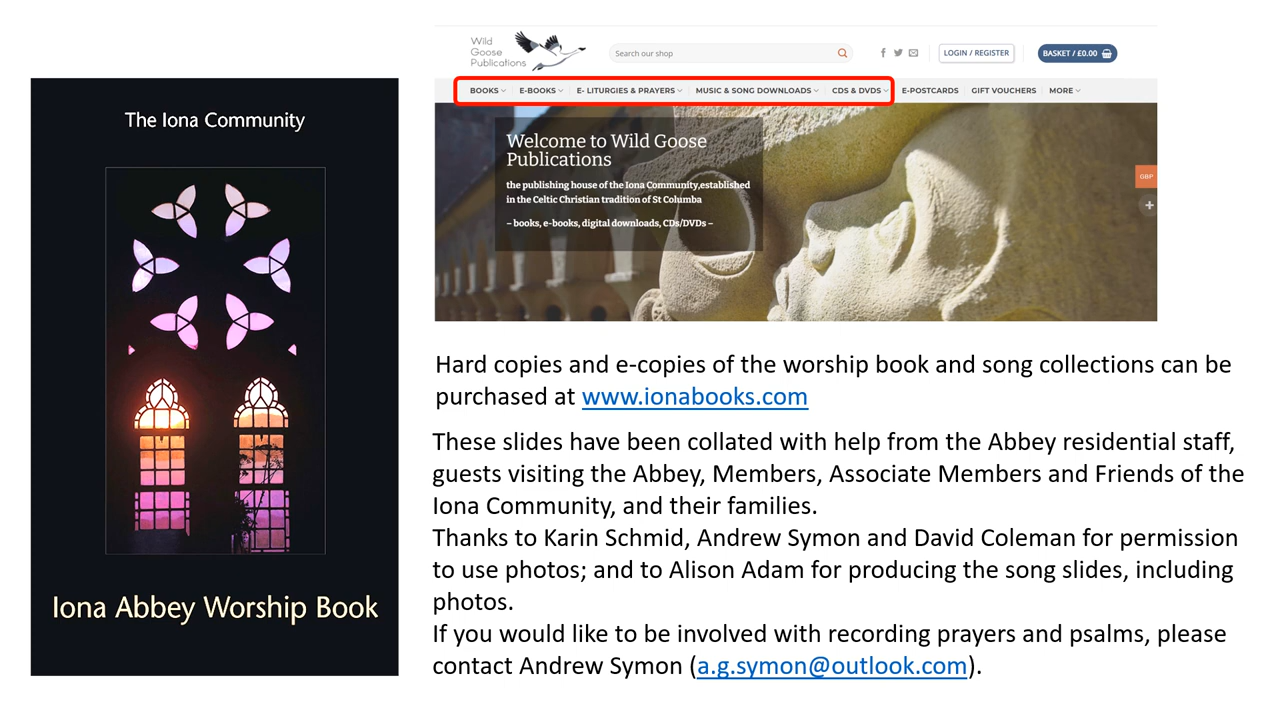 The Iona Community
Iona Abbey Worship Book
Wild
Goose
Publications
Search our shop
LOGIN / REGISTER
BASKET / £0.00
BOOKS
E-BOOKS
E- LITURGIES & PRAYERS
MUSIC & SONG DOWNLOADS
CDS & DVDS
E-POSTCARDS
GIFT VOUCHERS
MORE
Welcome to Wild Goose
Publications
the publishing house of the Iona Community,established
in the Celtic Christian tradition of St Columba
– books, e-books, digital downloads, CDs/DVDs –
GBP
Hard copies and e-copies of the worship book and song collections can be
purchased at www.ionabooks.com
These slides have been collated with help from the Abbey residential staff,
guests visiting the Abbey, Members, Associate Members and Friends of the
Iona Community, and their families.
Thanks to Karin Schmid, Andrew Symon and David Coleman for permission
to use photos; and to Alison Adam for producing the song slides, including
photos.
If you would like to be involved with recording prayers and psalms, please
contact Andrew Symon (a.g.symon@outlook.com).